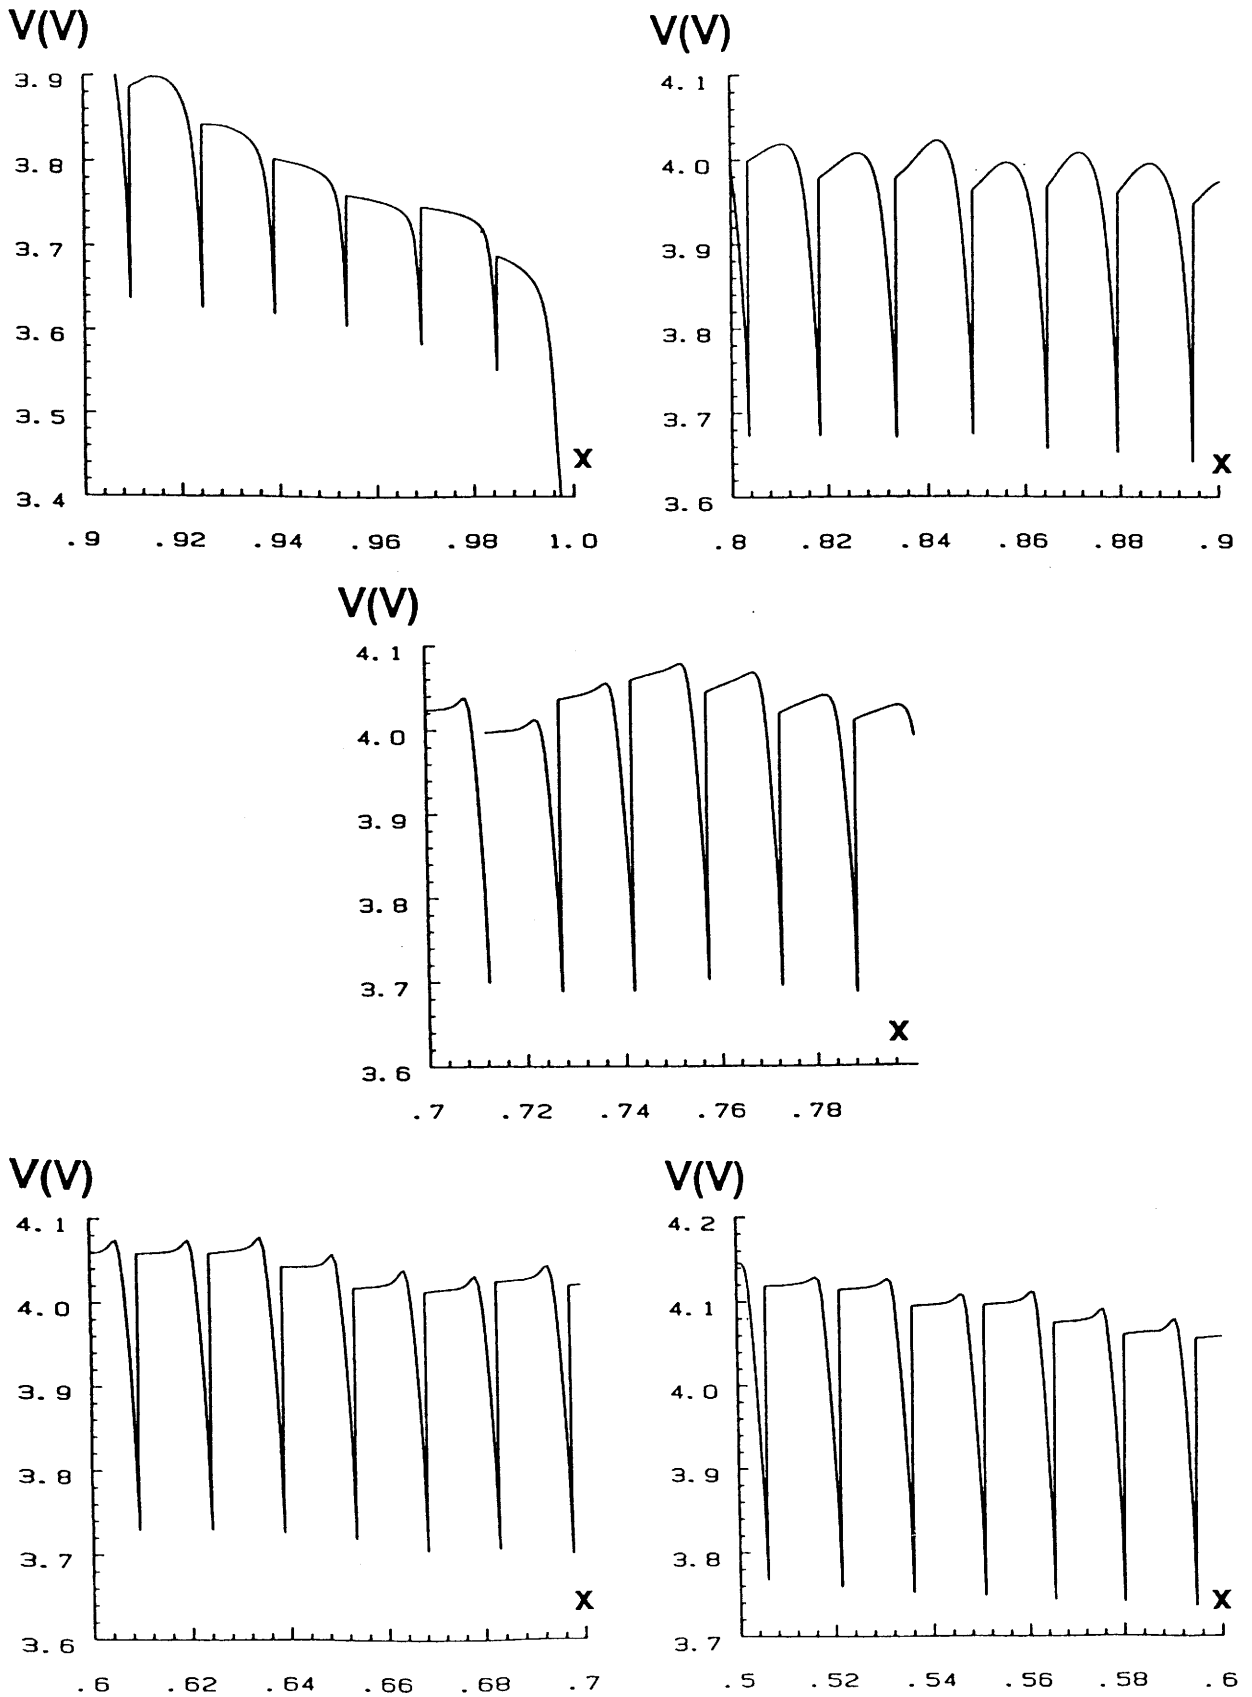 V(V) V(V)
3.9 4.1
3.8 4.0
3.7 3.9
3.6 3.8
3.5 3.7
X X
3.4 3.6
.9 .92 .94 .96 .98 1.0 .8 .82 .84 .86 .88 .9
V(V)
4.1
4.0
3.9
3.8
3.7
X
3.6
.7 .72 .74 .76 .78
V(V) V(V)
4.1 4.2
4.0 4.1
3.9 4.0
3.8 3.9
3.7 3.8
X X
3.6 3.7
.6 .62 .64 .66 .68 .7 .5 .52 .54 .56 .58 .6